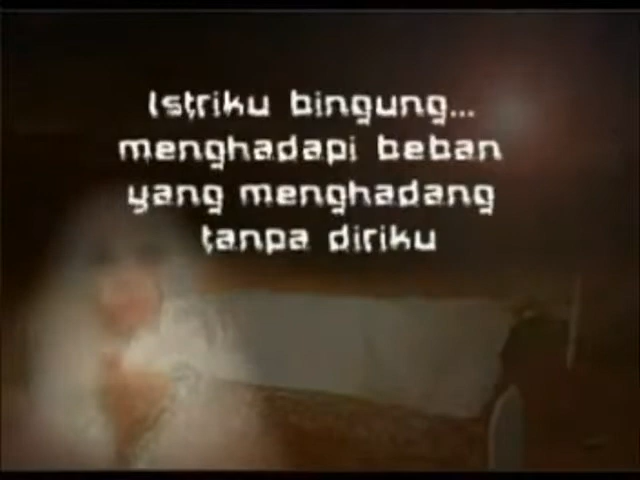 Istriku bingung...
menghadapi beban
yang menghadang
tanpa diriku